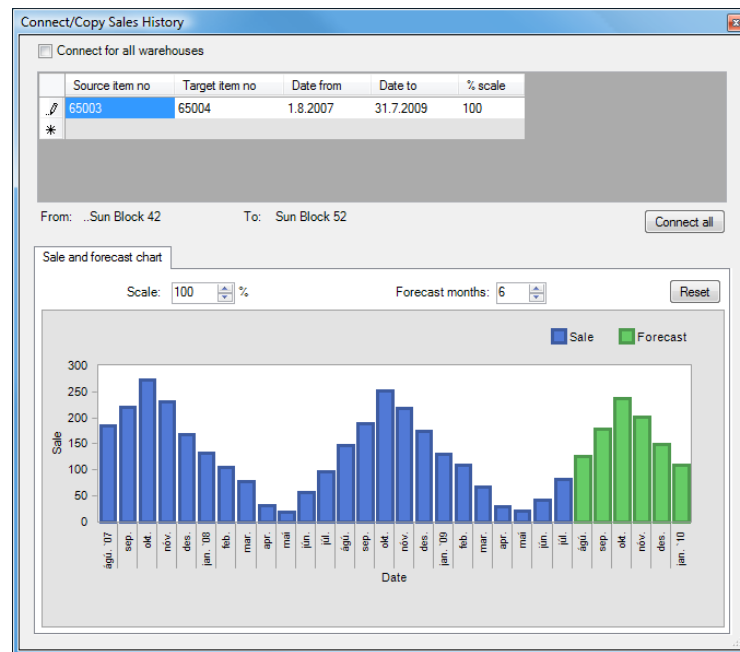 Connect/Copy Sales History
Connect for all warehouses
Source item no Target item no Date from Date to % scale
65003 65004 1.8.2007 31.7.2009 100
From: ..Sun Block 42 To: Sun Block 52
Connect all
Sale and forecast chart
Scale: 100 % Forecast months: 6 Reset
Sale Forecast
300
250
200
150
100
50
0
Sale
ágú. '07 sep. okt. nóv. des. jan. '08 feb. mar. apr. maí jún. júl. ágú. sep. okt. nóv. des. jan. '09 feb. mar. apr. maí jún. júl. ágú. sep. okt. nóv. des. jan. '10
Date